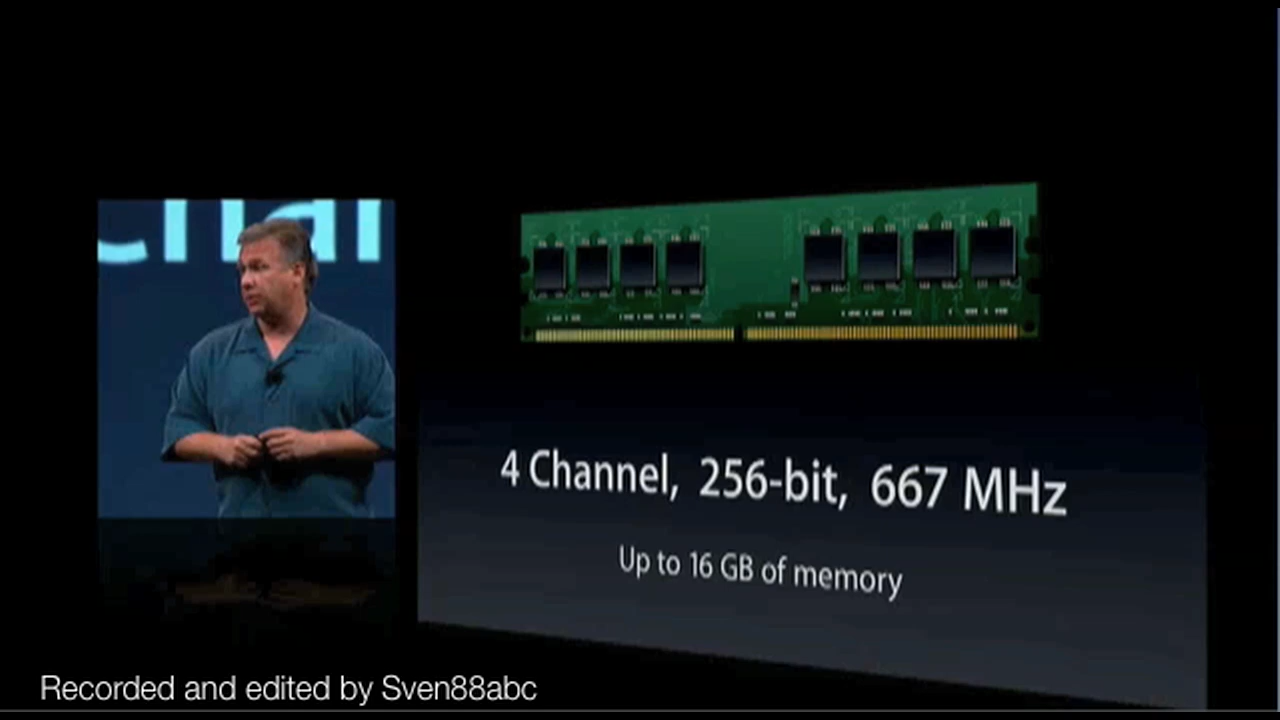 4 Channel, 256-bit, 667 MHz
Up to 16 GB of memory
Recorded and edited by Sven88abc